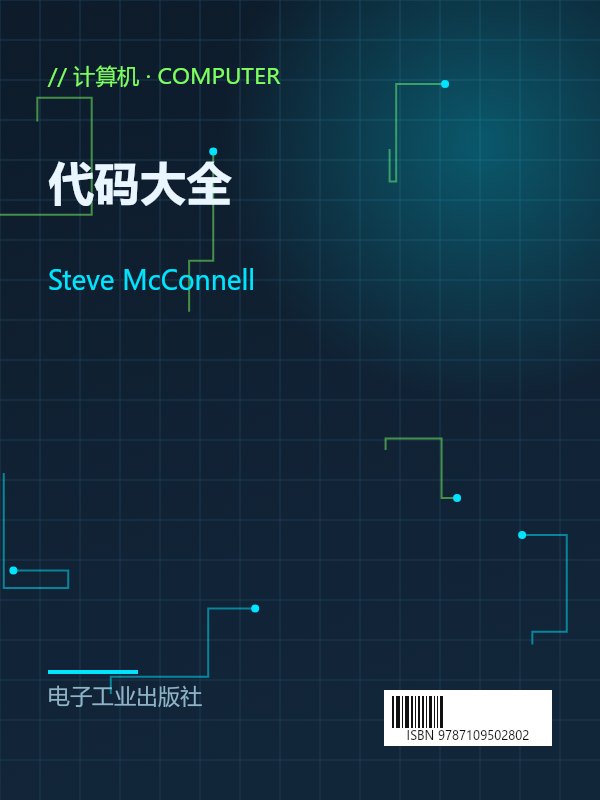 // 计算机 · COMPUTER
代码大全
Steve McConnell
电子工业出版社
ISBN 9787109502802